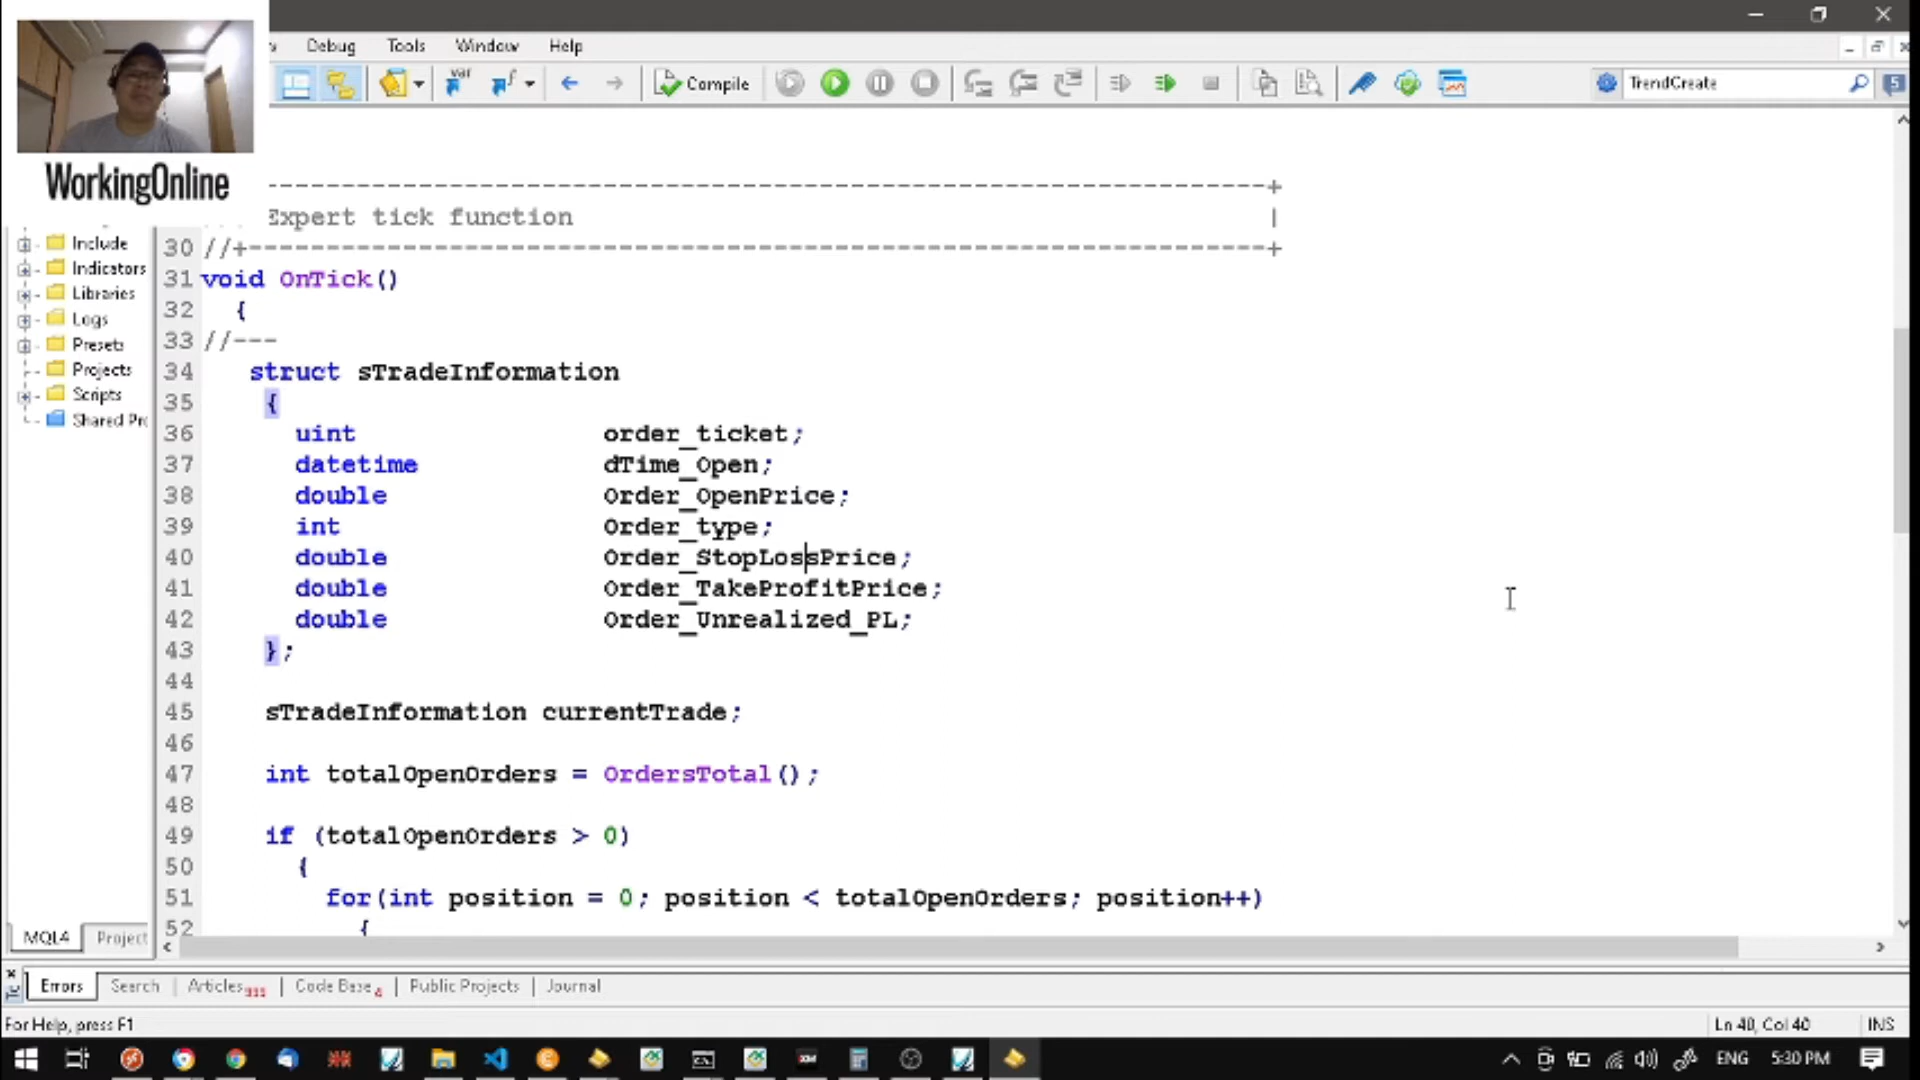 Debug Tools Window Help
Compile
TrendCreate
5
WorkingOnline
------------------------------------------------------------------+
Expert tick function |
30 //+------------------------------------------------------------------+
31 void OnTick()
32 {
33 //---
34 struct sTradeInformation
35 {
36 uint order_ticket;
37 datetime dTime_Open;
38 double Order_OpenPrice;
39 int Order_type;
40 double Order_StopLossPrice;
41 double Order_TakeProfitPrice;
42 double Order_Unrealized_PL;
43 };
44
45 sTradeInformation currentTrade;
46
47 int totalOpenOrders = OrdersTotal();
48
49 if (totalOpenOrders > 0)
50 {
51 for(int position = 0; position < totalOpenOrders; position++)
52 {
Include
Indicators
Libraries
Logs
Presets
Projects
Scripts
Shared Pr
MQL4 Project
Errors Search Articles Code Base Public Projects Journal
For Help, press F1
Ln 40, Col 40 INS
ENG 5:30 PM